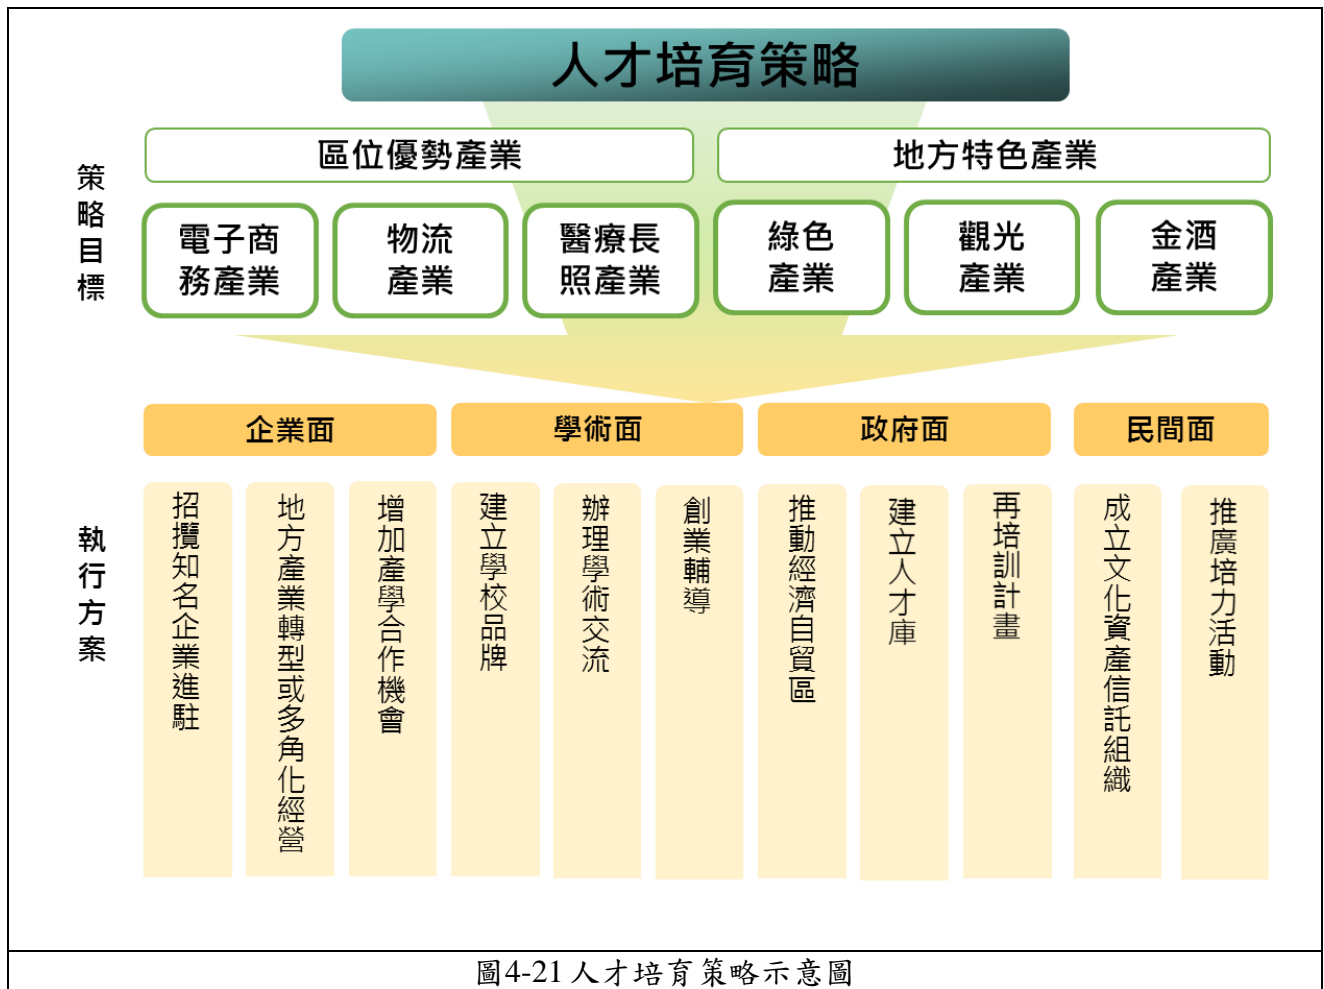 人才培育策略
策略目標
區位優勢產業
地方特色產業
電子商
務產業
物流
產業
醫療長
照產業
綠色
產業
觀光
產業
金酒
產業
執行方案
企業面
學術面
政府面
民間面
招攬知名企業進駐
地方產業轉型或多角化經營
增加產學合作機會
建立學校品牌
辦理學術交流
創業輔導
推動經濟自貿區
建立人才庫
再培訓計畫
成立文化資產信託組織
推廣培力活動
圖4-21 人才培育策略示意圖